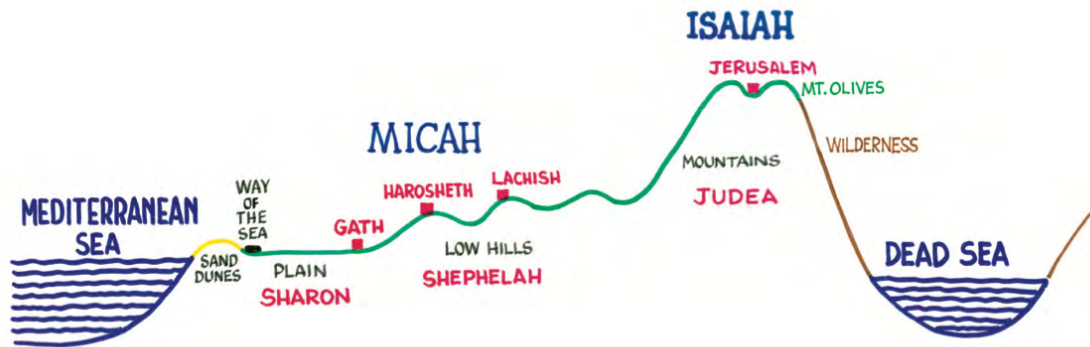 ISAIAH
JERUSALEM
MT. OLIVES
MICAH
WILDERNESS
MOUNTAINS
JUDEA
HAROSHETH
LACHISH
WAY
OF
THE
SEA
MEDITERRANEAN
SEA
GATH
LOW HILLS
SHEPHELAH
SAND
DUNES
PLAIN
SHARON
DEAD SEA